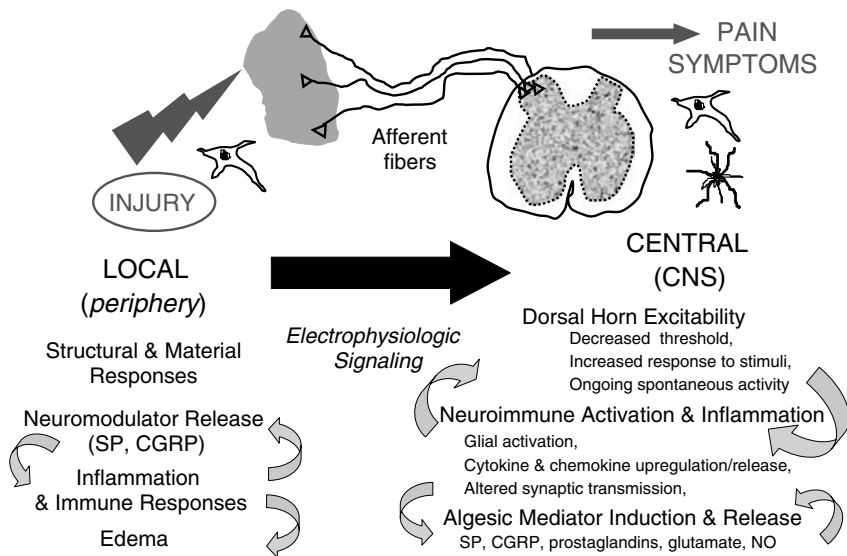 PAIN
SYMPTOMS
Afferent
fibers
INJURY
LOCAL
(periphery)
Structural & Material
Responses
Neuromodulator Release
(SP, CGRP)
Inflammation
& Immune Responses
Edema
Electrophysiologic
Signaling
CENTRAL
(CNS)
Dorsal Horn Excitability
Decreased threshold,
Increased response to stimuli,
Ongoing spontaneous activity
Neuroimmune Activation & Inflammation
Glial activation,
Cytokine & chemokine upregulation/release,
Altered synaptic transmission,
Algesic Mediator Induction & Release
SP, CGRP, prostaglandins, glutamate, NO